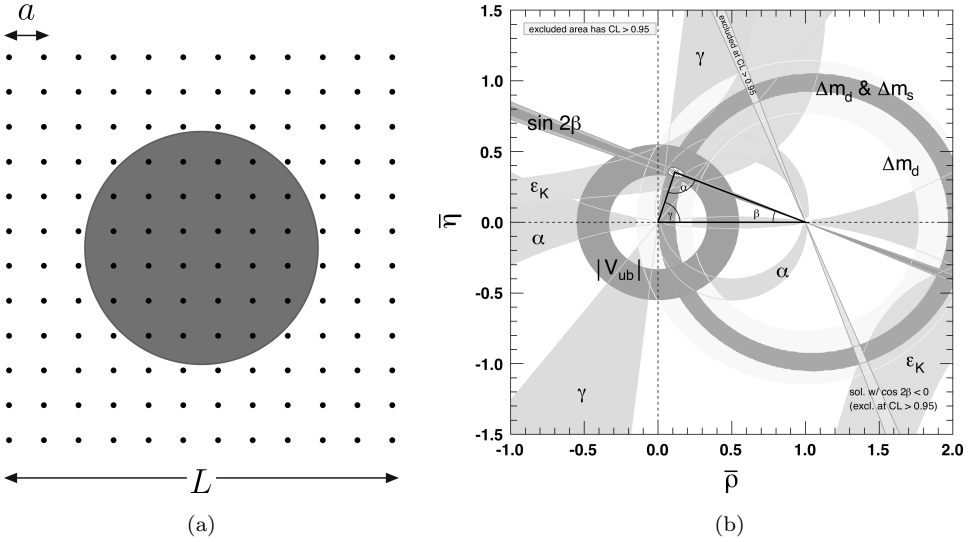 a
L
(a)
excluded area has CL > 0.95
γ
excluded at CL > 0.95
Δm_d & Δm_s
sin 2β
Δm_d
ε_K
α
α
β
γ
|V_ub|
α
γ
ε_K
sol. w/ cos 2β < 0
(excl. at CL > 0.95)
η̅
1.5
1.0
0.5
0.0
-0.5
-1.0
-1.5
-1.0
-0.5
0.0
0.5
1.0
1.5
2.0
ρ̅
(b)